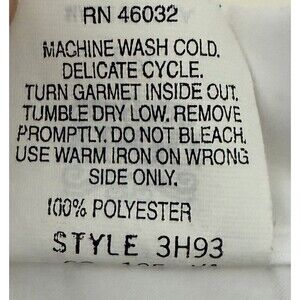 RN 46032
MACHINE WASH COLD.
DELICATE CYCLE.
TURN GARMET INSIDE OUT.
TUMBLE DRY LOW. REMOVE
PROMPTLY. DO NOT BLEACH.
USE WARM IRON ON WRONG
SIDE ONLY.
100% POLYESTER
STYLE 3H93